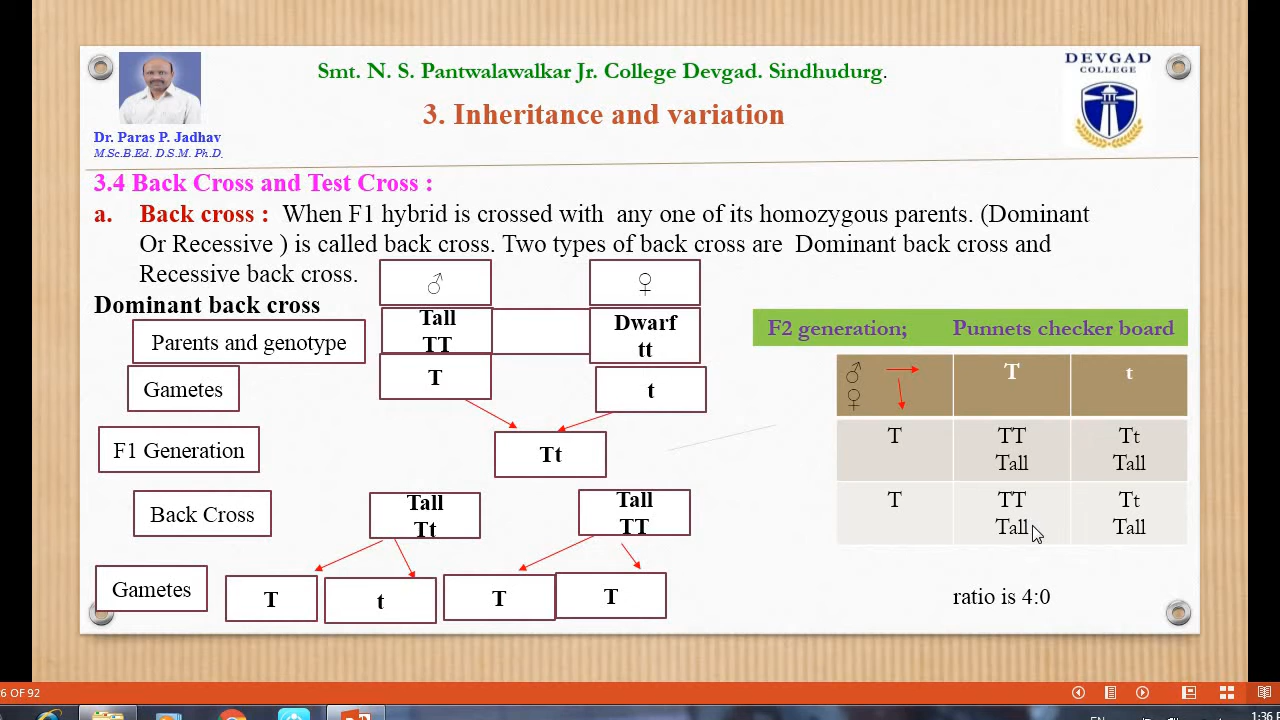 Smt. N. S. Pantwalawalkar Jr. College Devgad. Sindhudurg.
DEVGAD
COLLEGE
3. Inheritance and variation
Dr. Paras P. Jadhav
M.Sc.B.Ed. D.S.M. Ph.D.
3.4 Back Cross and Test Cross :
a. Back cross : When F1 hybrid is crossed with any one of its homozygous parents. (Dominant
Or Recessive ) is called back cross. Two types of back cross are Dominant back cross and
Recessive back cross.
♂ ♀
Dominant back cross
Parents and genotype
Tall
TT
Dwarf
tt
Gametes
T
t
F1 Generation
Tt
Back Cross
Tall
Tt
Tall
TT
Gametes
T t T T
F2 generation; Punnets checker board
♂
♀
T t
T
TT
Tall
Tt
Tall
T
TT
Tall
Tt
Tall
ratio is 4:0
6 OF 92
EN
1:36 P